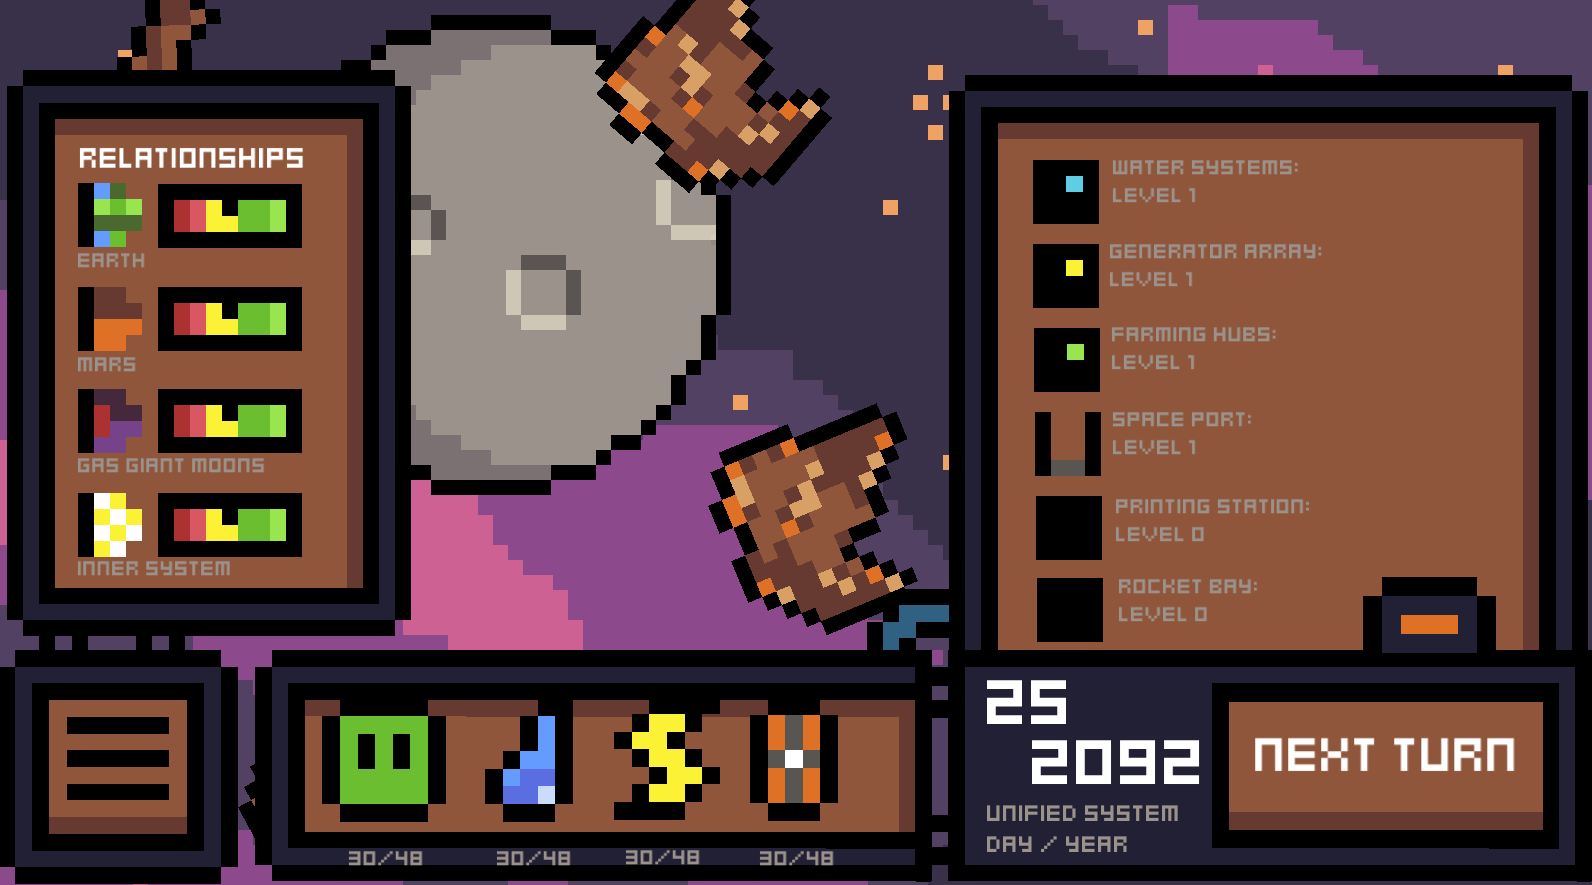 RELATIONSHIPS
EARTH
MARS
GAS GIANT MOONS
INNER SYSTEM
WATER SYSTEMS:
LEVEL 1
GENERATOR ARRAY:
LEVEL 1
FARMING HUBS:
LEVEL 1
SPACE PORT:
LEVEL 1
PRINTING STATION:
LEVEL 0
ROCKET BAY:
LEVEL 0
30/48 30/48 30/48 30/48
25
2092
UNIFIED SYSTEM
DAY / YEAR
NEXT TURN